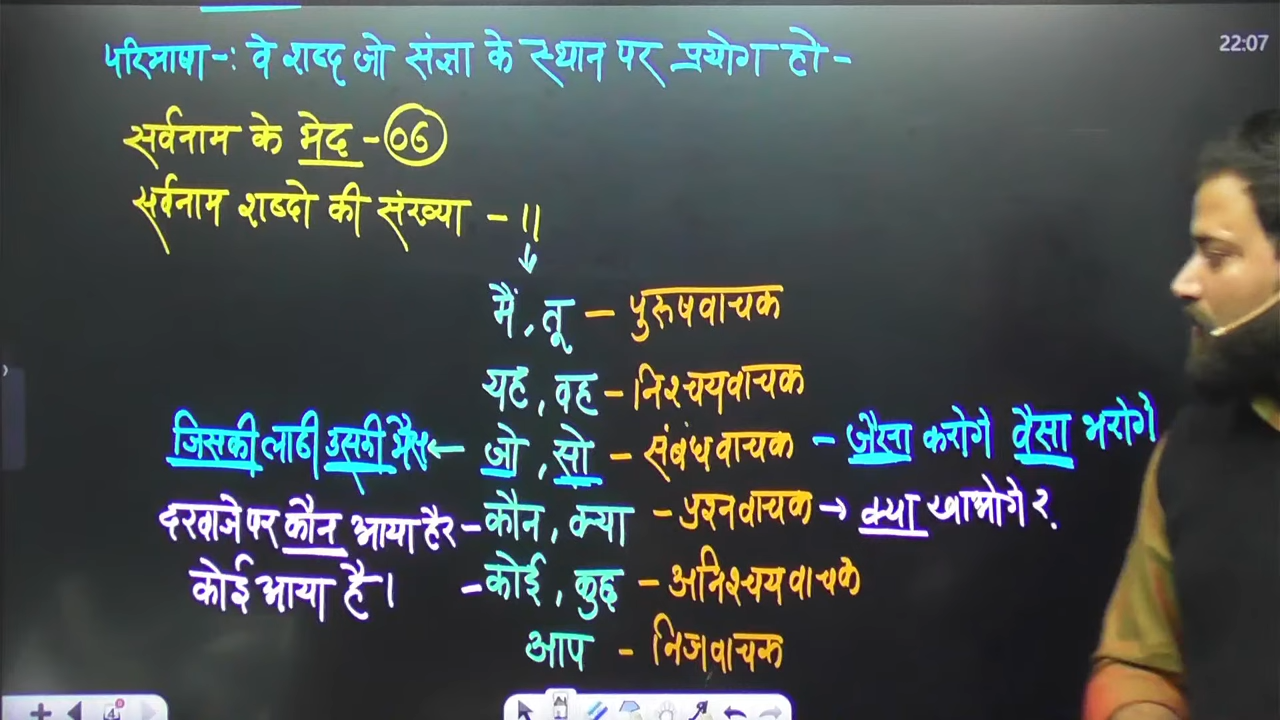 22:07
परिभाषा-: वे शब्द जो संज्ञा के स्थान पर प्रयोग हो -
सर्वनाम के भेद - 06
सर्वनाम शब्दो की संख्या - 11
मैं, तू - पुरुषवाचक
यह, वह - निश्चयवाचक
जिसकी लाठी उसकी भैंस ← जो, सो - संबंधवाचक - जैसा करोगे वैसा भरोगे
दरवाजे पर कौन आया है? - कौन, क्या - प्रश्नवाचक → क्या खाओगे ?.
कोई आया है। - कोई, कुछ - अनिश्चयवाचक
आप - निजवाचक